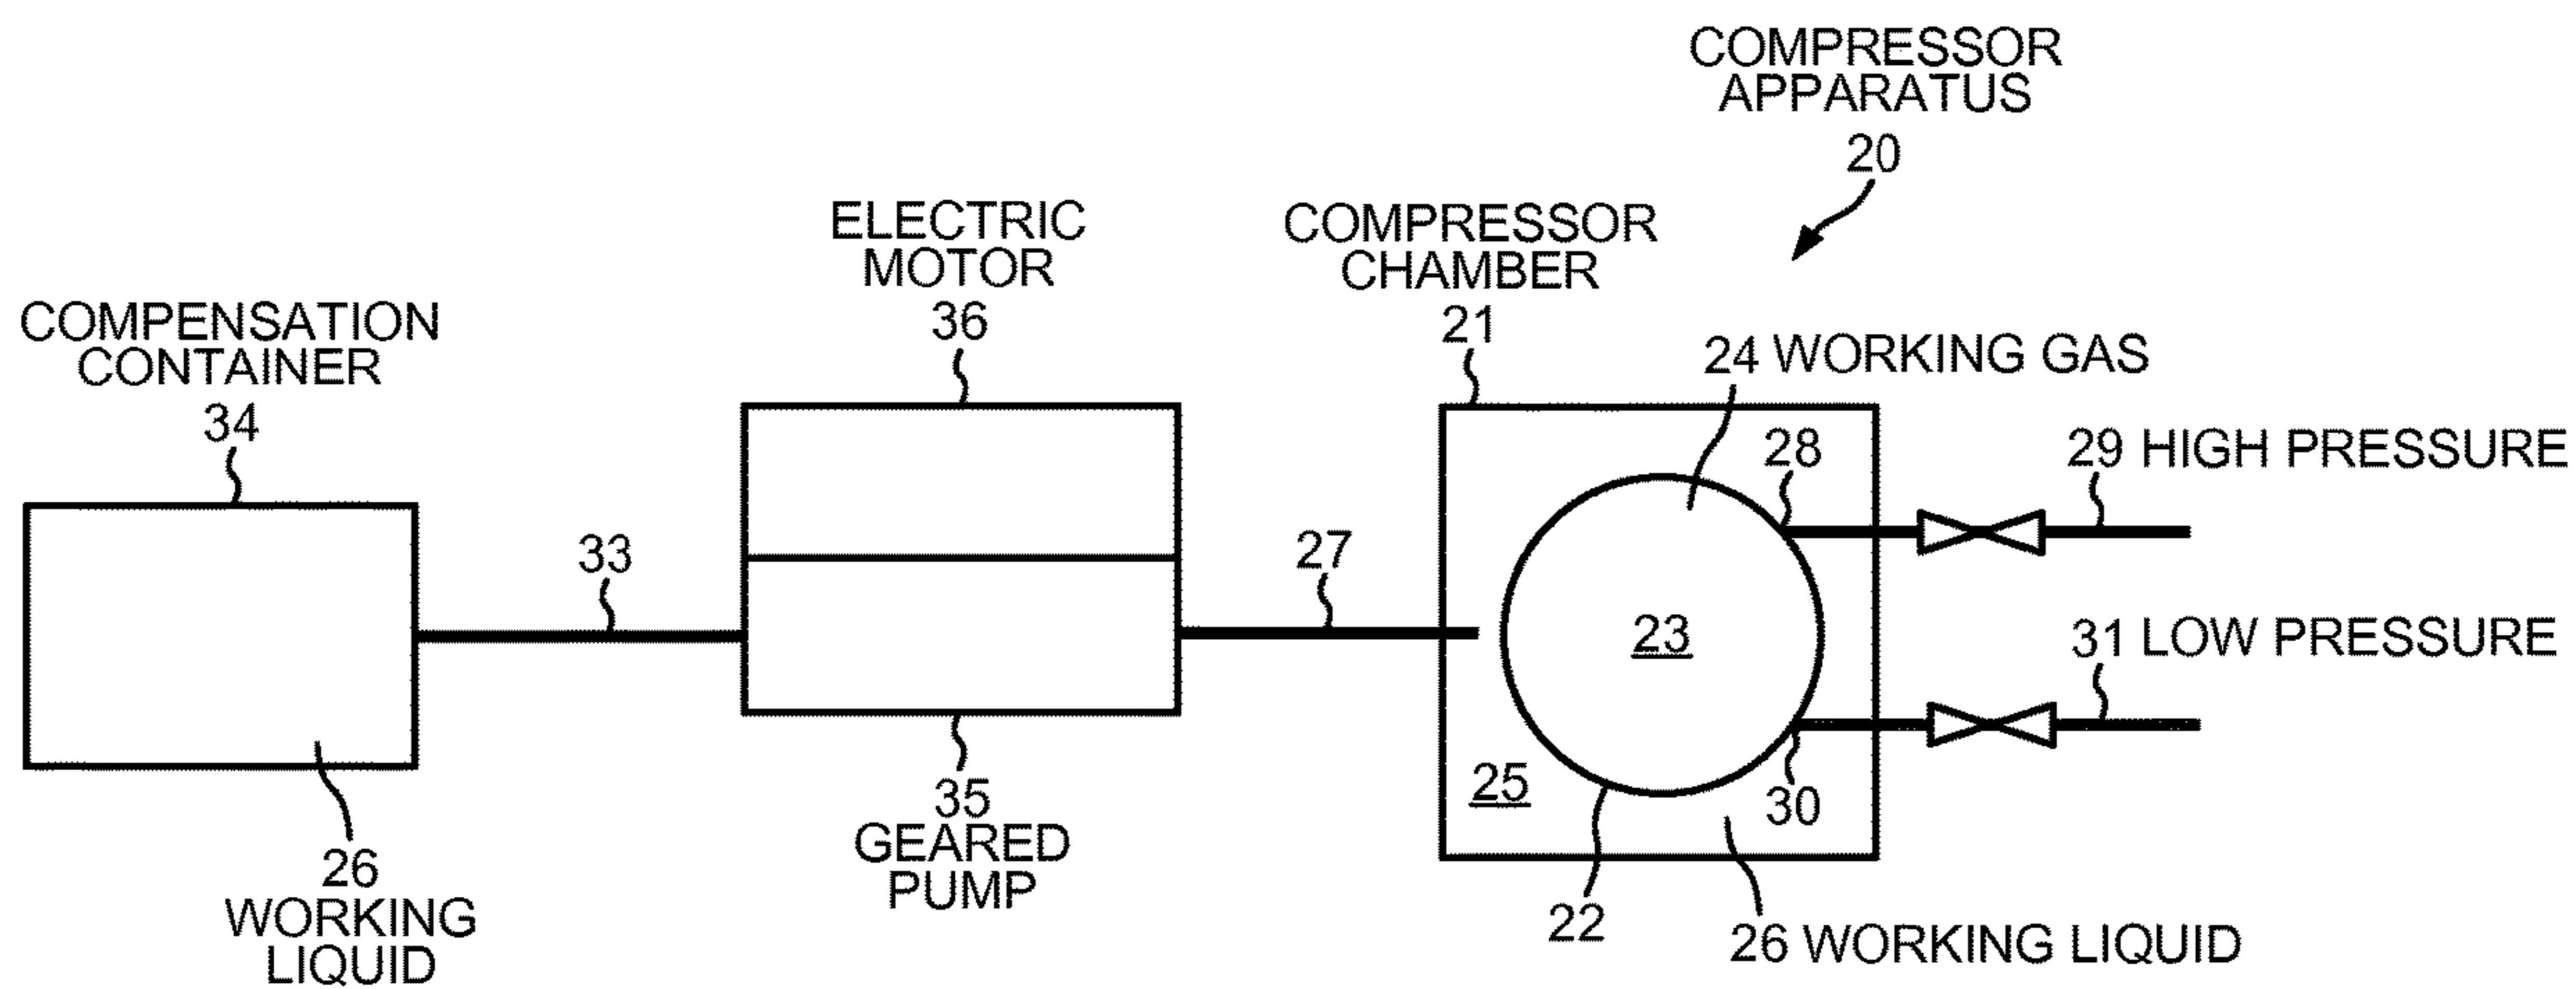 COMPRESSOR
APPARATUS
20
ELECTRIC
MOTOR
36
COMPRESSOR
CHAMBER
21
COMPENSATION
CONTAINER
34
24 WORKING GAS
28
29 HIGH PRESSURE
33
27
23
31 LOW PRESSURE
25
30
35
GEARED
PUMP
26
WORKING
LIQUID
22
26 WORKING LIQUID